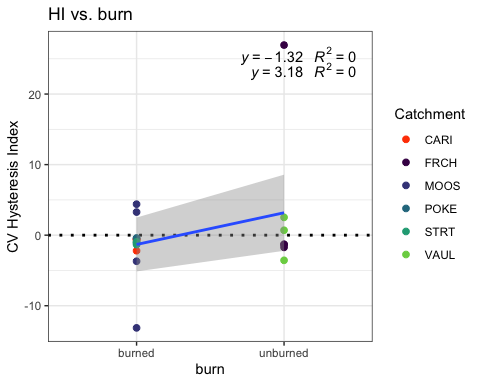 HI vs. burn
y = −1.32 R² = 0
y = 3.18 R² = 0
20
10
0
-10
CV Hysteresis Index
burned
unburned
burn
Catchment
CARI
FRCH
MOOS
POKE
STRT
VAUL